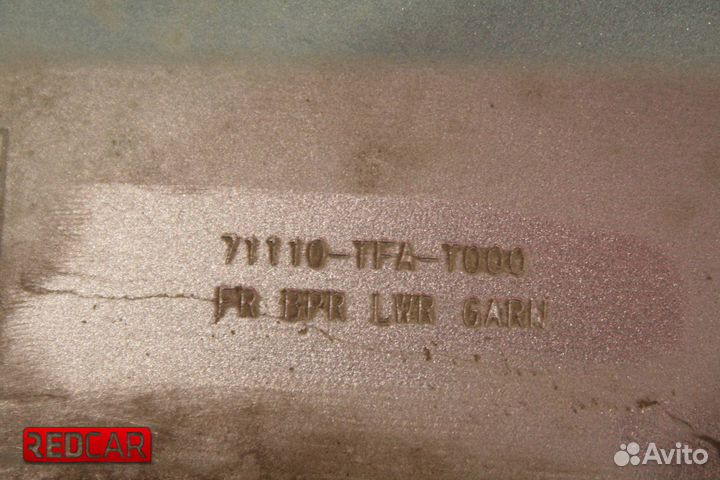 71110-TFA-T000
FR BPR LWR GARN
REDCAR
Avito